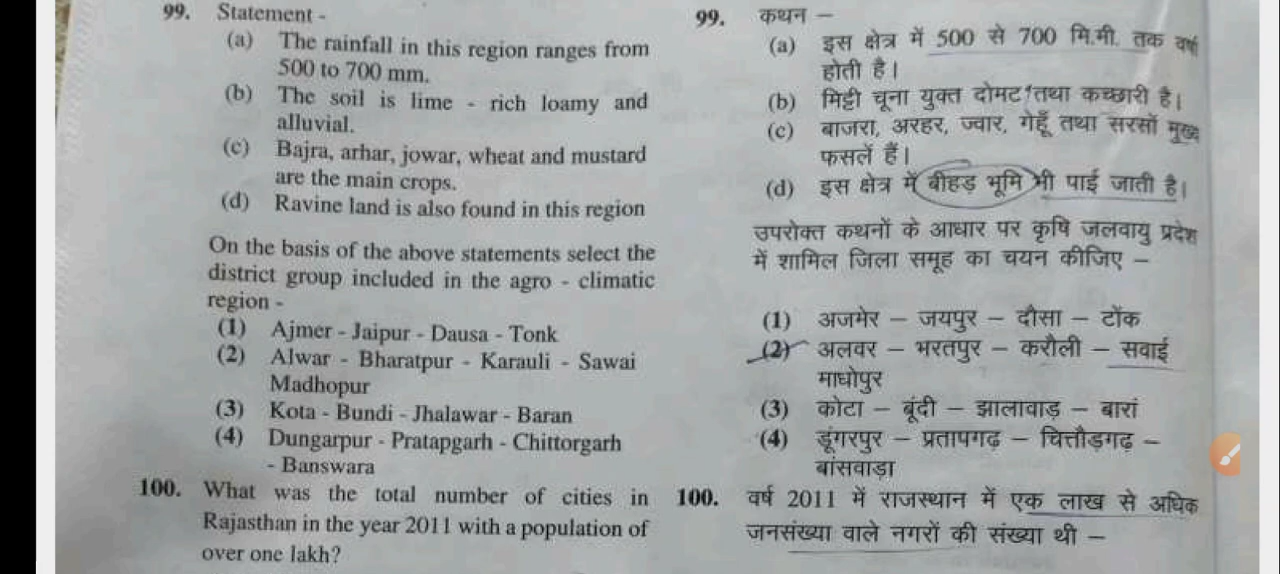 99. Statement -
(a) The rainfall in this region ranges from
500 to 700 mm.
(b) The soil is lime - rich loamy and
alluvial.
(c) Bajra, arhar, jowar, wheat and mustard
are the main crops.
(d) Ravine land is also found in this region
On the basis of the above statements select the
district group included in the agro - climatic
region -
(1) Ajmer - Jaipur - Dausa - Tonk
(2) Alwar - Bharatpur - Karauli - Sawai
Madhopur
(3) Kota - Bundi - Jhalawar - Baran
(4) Dungarpur - Pratapgarh - Chittorgarh
- Banswara
100. What was the total number of cities in
Rajasthan in the year 2011 with a population of
over one lakh?
99. कथन –
(a) इस क्षेत्र में 500 से 700 मि.मी. तक वर्षा
होती है।
(b) मिट्टी चूना युक्त दोमट तथा कच्छारी है।
(c) बाजरा, अरहर, ज्वार, गेहूँ तथा सरसों मुख्य
फसलें हैं।
(d) इस क्षेत्र में बीहड़ भूमि भी पाई जाती है।
उपरोक्त कथनों के आधार पर कृषि जलवायु प्रदेश
में शामिल जिला समूह का चयन कीजिए –
(1) अजमेर – जयपुर – दौसा – टोंक
(2) अलवर – भरतपुर – करौली – सवाई
माधोपुर
(3) कोटा – बूंदी – झालावाड़ – बारां
(4) डूंगरपुर – प्रतापगढ़ – चित्तौड़गढ़ –
बांसवाड़ा
100. वर्ष 2011 में राजस्थान में एक लाख से अधिक
जनसंख्या वाले नगरों की संख्या थी –